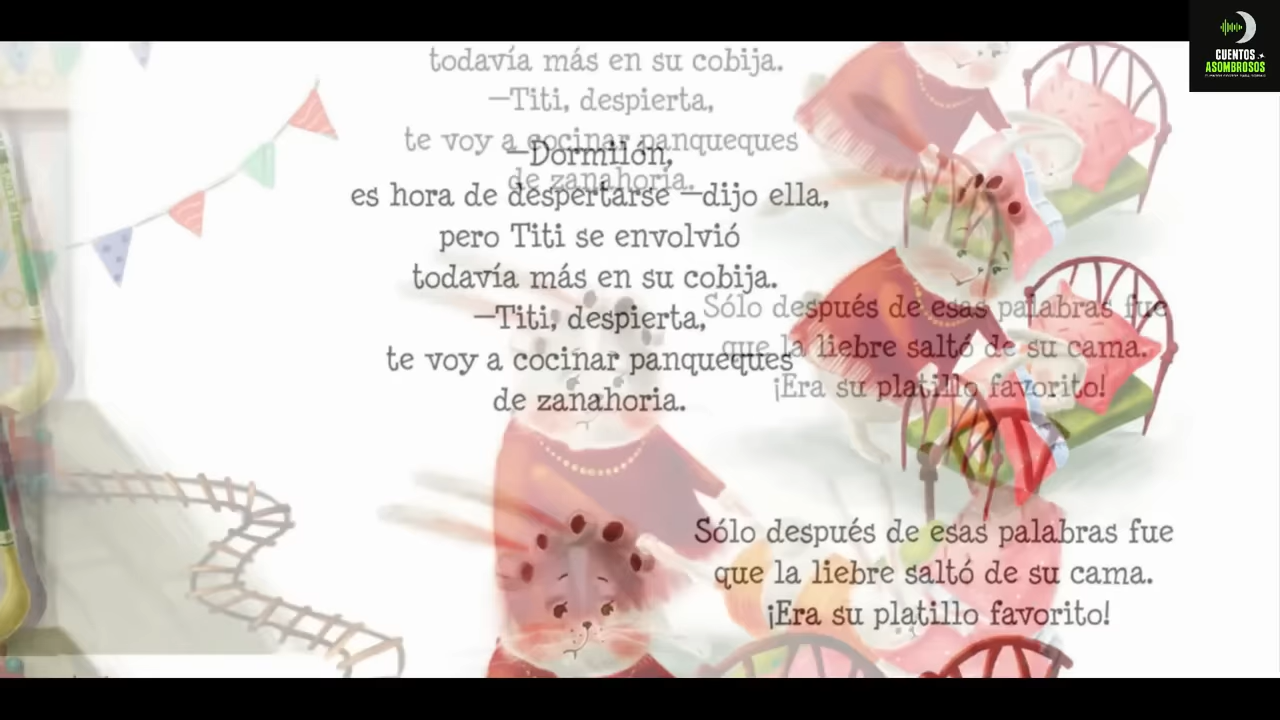 CUENTOS
ASOMBROSOS
todavía más en su cobija.
—Titi, despierta,
te voy a cocinar panqueques
de zanahoria.
—Dormilón,
es hora de despertarse —dijo ella,
pero Titi se envolvió
todavía más en su cobija.
—Titi, despierta,
te voy a cocinar panqueques
de zanahoria.
Sólo después de esas palabras fue
que la liebre saltó de su cama.
¡Era su platillo favorito!
Sólo después de esas palabras fue
que la liebre saltó de su cama.
¡Era su platillo favorito!